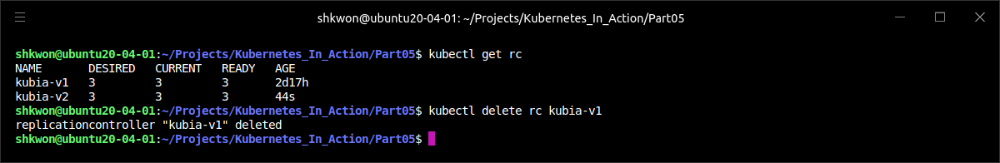 shkwon@ubuntu20-04-01: ~/Projects/Kubernetes_In_Action/Part05
shkwon@ubuntu20-04-01:~/Projects/Kubernetes_In_Action/Part05$ kubectl get rc
NAME       DESIRED   CURRENT   READY   AGE
kubia-v1   3         3         3       2d17h
kubia-v2   3         3         3       44s
shkwon@ubuntu20-04-01:~/Projects/Kubernetes_In_Action/Part05$ kubectl delete rc kubia-v1
replicationcontroller "kubia-v1" deleted
shkwon@ubuntu20-04-01:~/Projects/Kubernetes_In_Action/Part05$